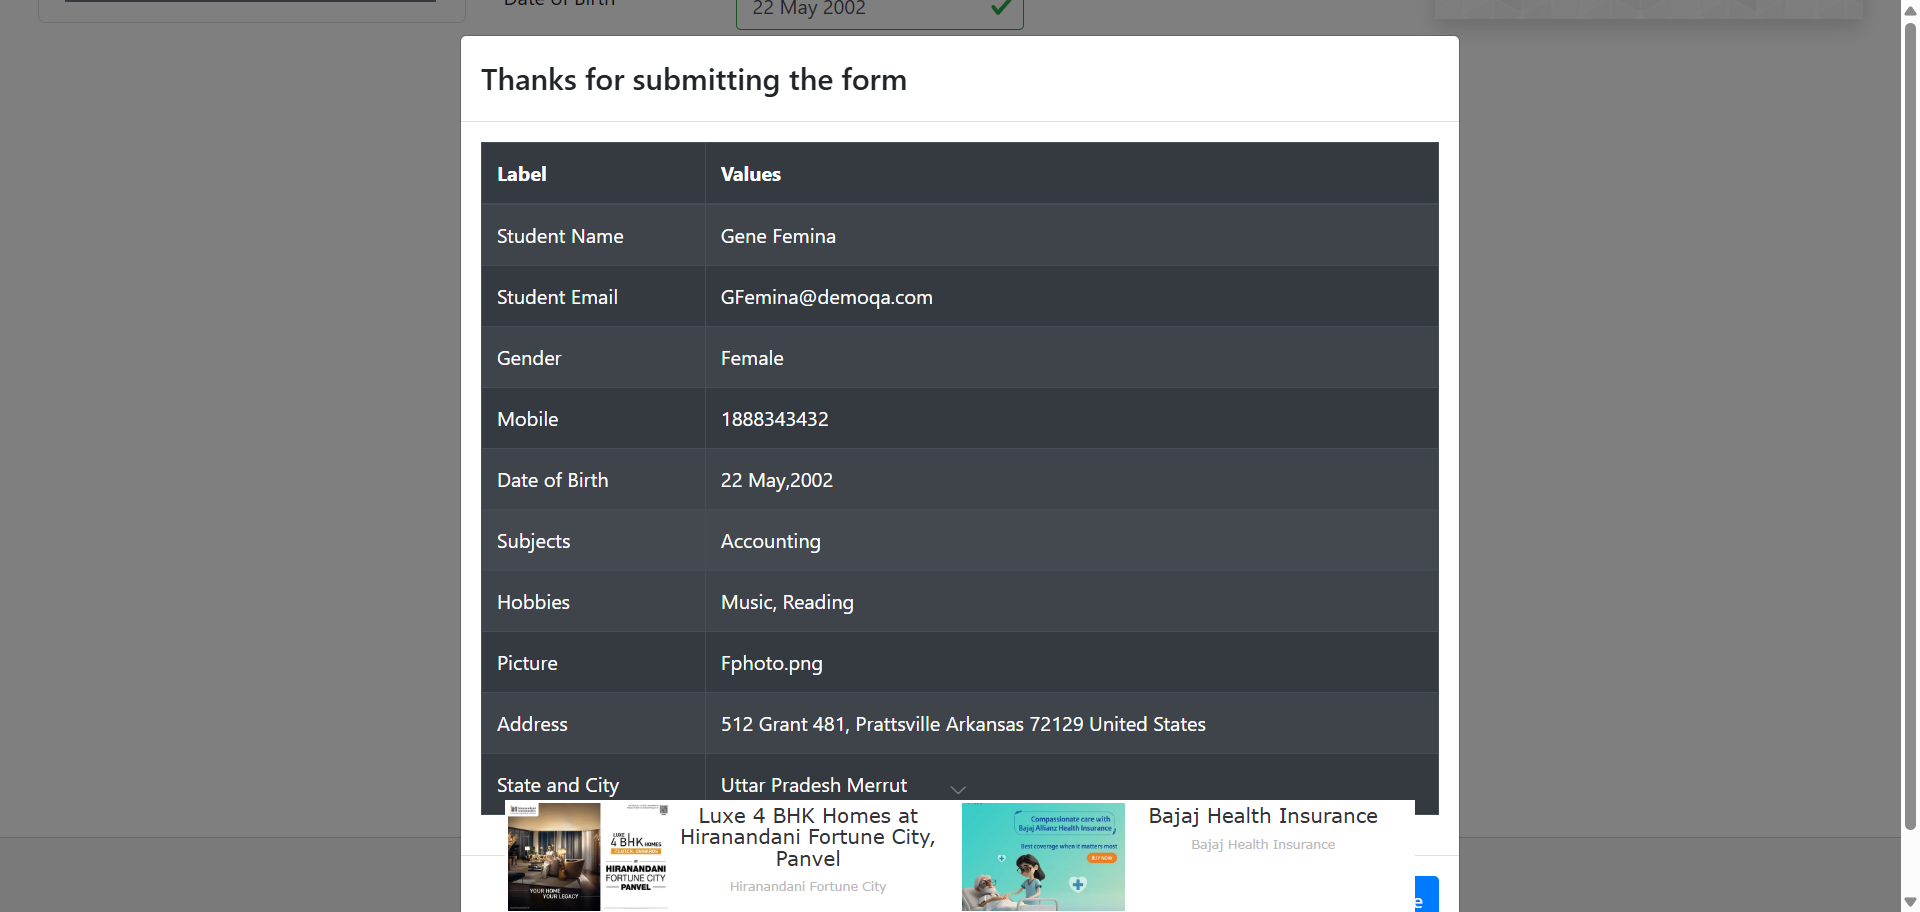 Date of Birth
22 May 2002
Thanks for submitting the form
Label Values
Student Name Gene Femina
Student Email GFemina@demoqa.com
Gender Female
Mobile 1888343432
Date of Birth 22 May,2002
Subjects Accounting
Hobbies Music, Reading
Picture Fphoto.png
Address 512 Grant 481, Prattsville Arkansas 72129 United States
State and City Uttar Pradesh Merrut
LUXE
4 BHK HOMES
AT
HIRANANDANI
FORTUNE CITY
PANVEL
YOUR HOME
YOUR LEGACY
Luxe 4 BHK Homes at
Hiranandani Fortune City,
Panvel
Hiranandani Fortune City
Compassionate care with
Bajaj Allianz Health Insurance
Best coverage when it matters most
BUY NOW
Bajaj Health Insurance
Bajaj Health Insurance
e